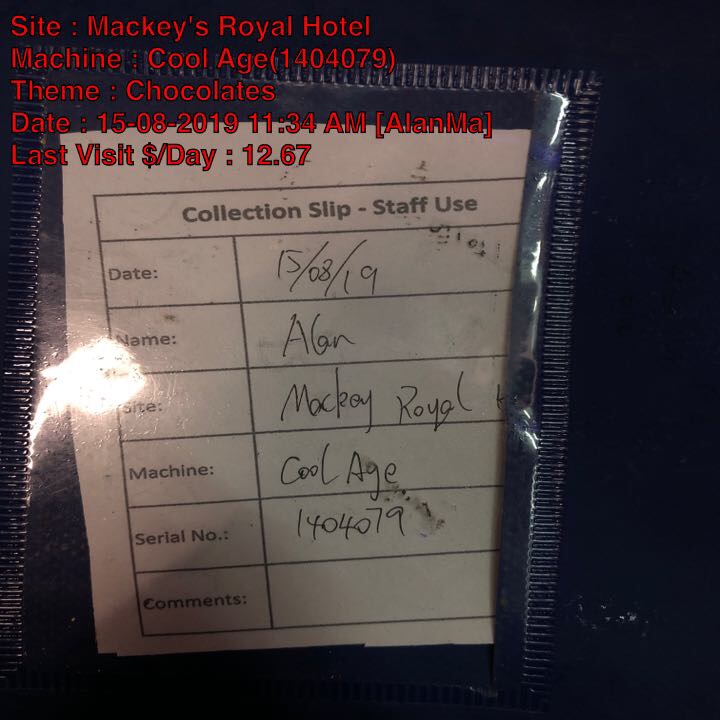 Site : Mackey's Royal Hotel
Machine : Cool Age(1404079)
Theme : Chocolates
Date : 15-08-2019 11:34 AM [AlanMa]
Last Visit $/Day : 12.67
Collection Slip - Staff Use
Date: 15/08/19
Name: Alan
Site: Mackey Royal
Machine: Cool Age
Serial No.: 1404079
Comments: